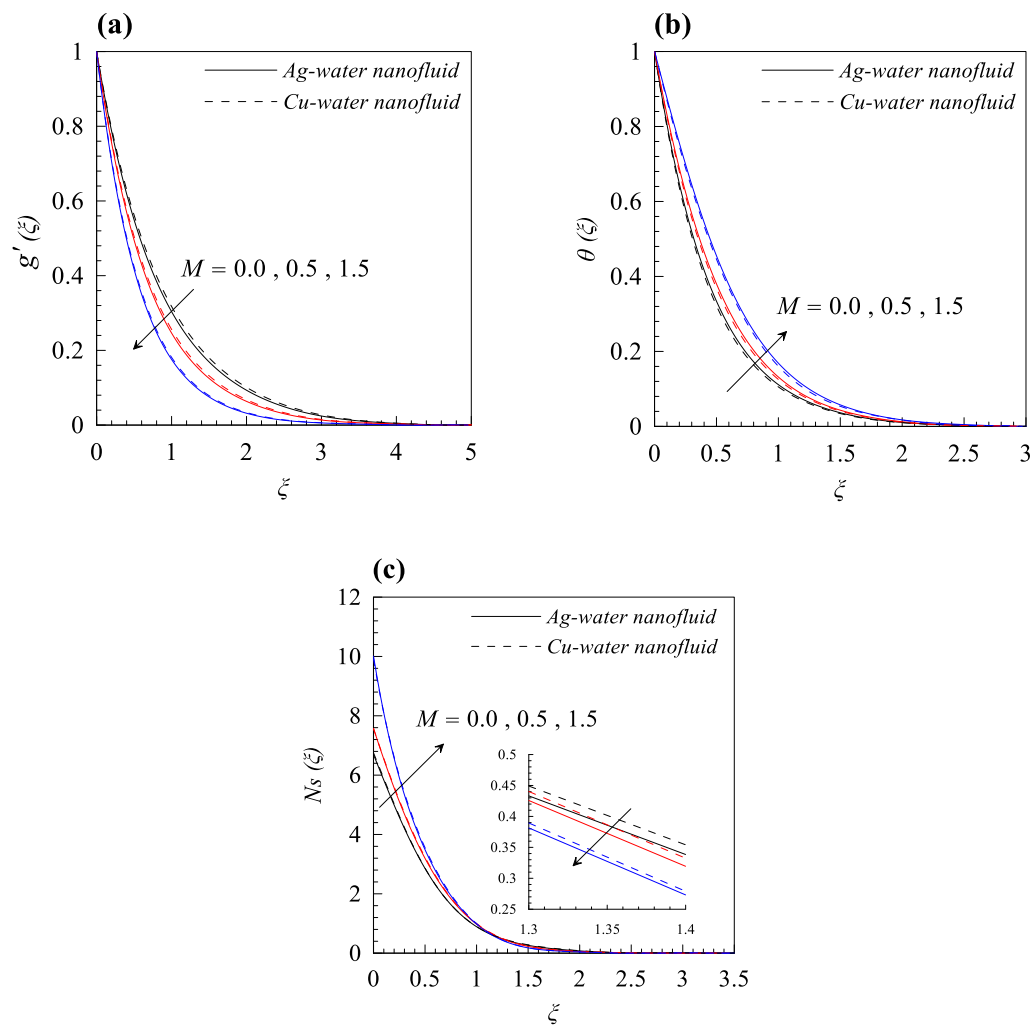 (a)
1
0.8
0.6
0.4
0.2
0
g′ (ξ)
Ag-water nanofluid
Cu-water nanofluid
M = 0.0 , 0.5 , 1.5
0 1 2 3 4 5
ξ
(b)
1
0.8
0.6
0.4
0.2
0
θ (ξ)
Ag-water nanofluid
Cu-water nanofluid
M = 0.0 , 0.5 , 1.5
0 0.5 1 1.5 2 2.5 3
ξ
(c)
12
10
8
6
4
2
0
Ns (ξ)
Ag-water nanofluid
Cu-water nanofluid
M = 0.0 , 0.5 , 1.5
0.5
0.45
0.4
0.35
0.3
0.25
1.3 1.35 1.4
0 0.5 1 1.5 2 2.5 3 3.5
ξ